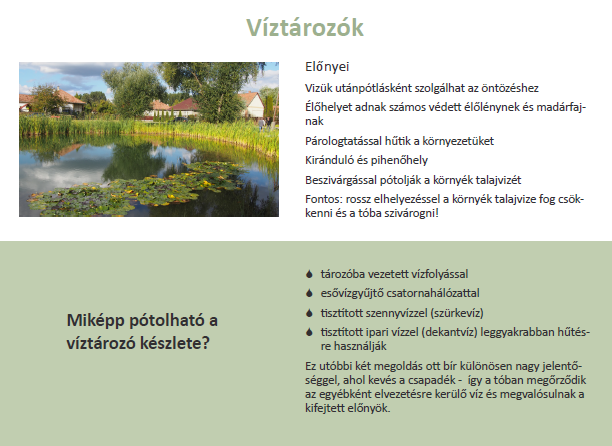 Víztározók
Előnyei
Vizük utánpótlásként szolgálhat az öntözéshez
Élőhelyet adnak számos védett élőlénynek és madárfaj-
nak
Párologtatással hűtik a környezetüket
Kiránduló és pihenőhely
Beszivárgással pótolják a környék talajvizét
Fontos: rossz elhelyezéssel a környék talajvize fog csök-
kenni és a tóba szivárogni!
Miképp pótolható a
víztározó készlete?
tározóba vezetett vízfolyással
esővízgyűjtő csatornahálózattal
tisztított szennyvízzel (szürkevíz)
tisztított ipari vízzel (dekantvíz) leggyakrabban hűtés-
re használják
Ez utóbbi két megoldás ott bír különösen nagy jelentő-
séggel, ahol kevés a csapadék - így a tóban megőrződik
az egyébként elvezetésre kerülő víz és megvalósulnak a
kifejtett előnyök.